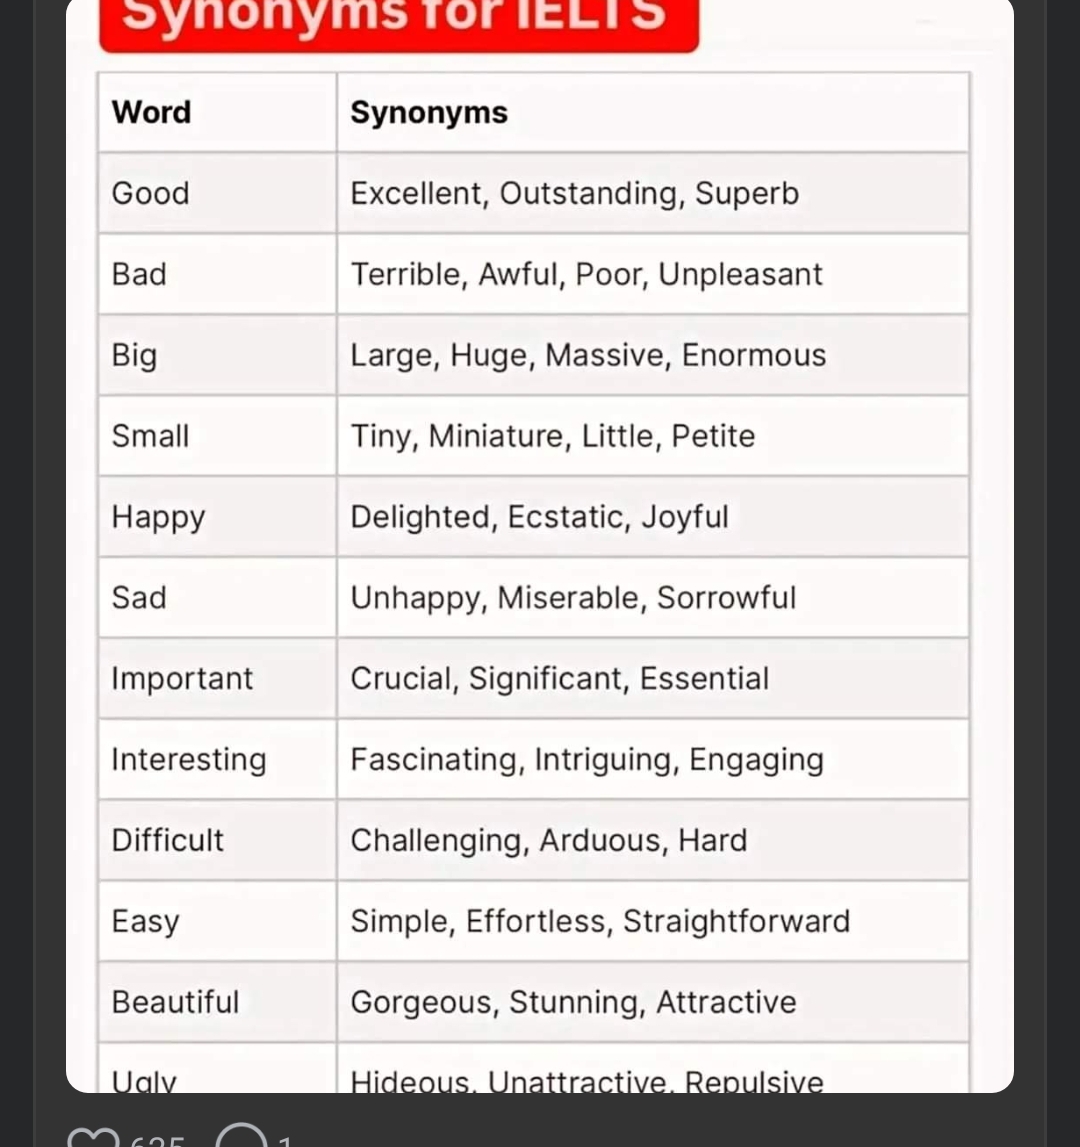 Synonyms for IELTS
Word Synonyms
Good Excellent, Outstanding, Superb
Bad Terrible, Awful, Poor, Unpleasant
Big Large, Huge, Massive, Enormous
Small Tiny, Miniature, Little, Petite
Happy Delighted, Ecstatic, Joyful
Sad Unhappy, Miserable, Sorrowful
Important Crucial, Significant, Essential
Interesting Fascinating, Intriguing, Engaging
Difficult Challenging, Arduous, Hard
Easy Simple, Effortless, Straightforward
Beautiful Gorgeous, Stunning, Attractive
Ugly Hideous, Unattractive, Repulsive